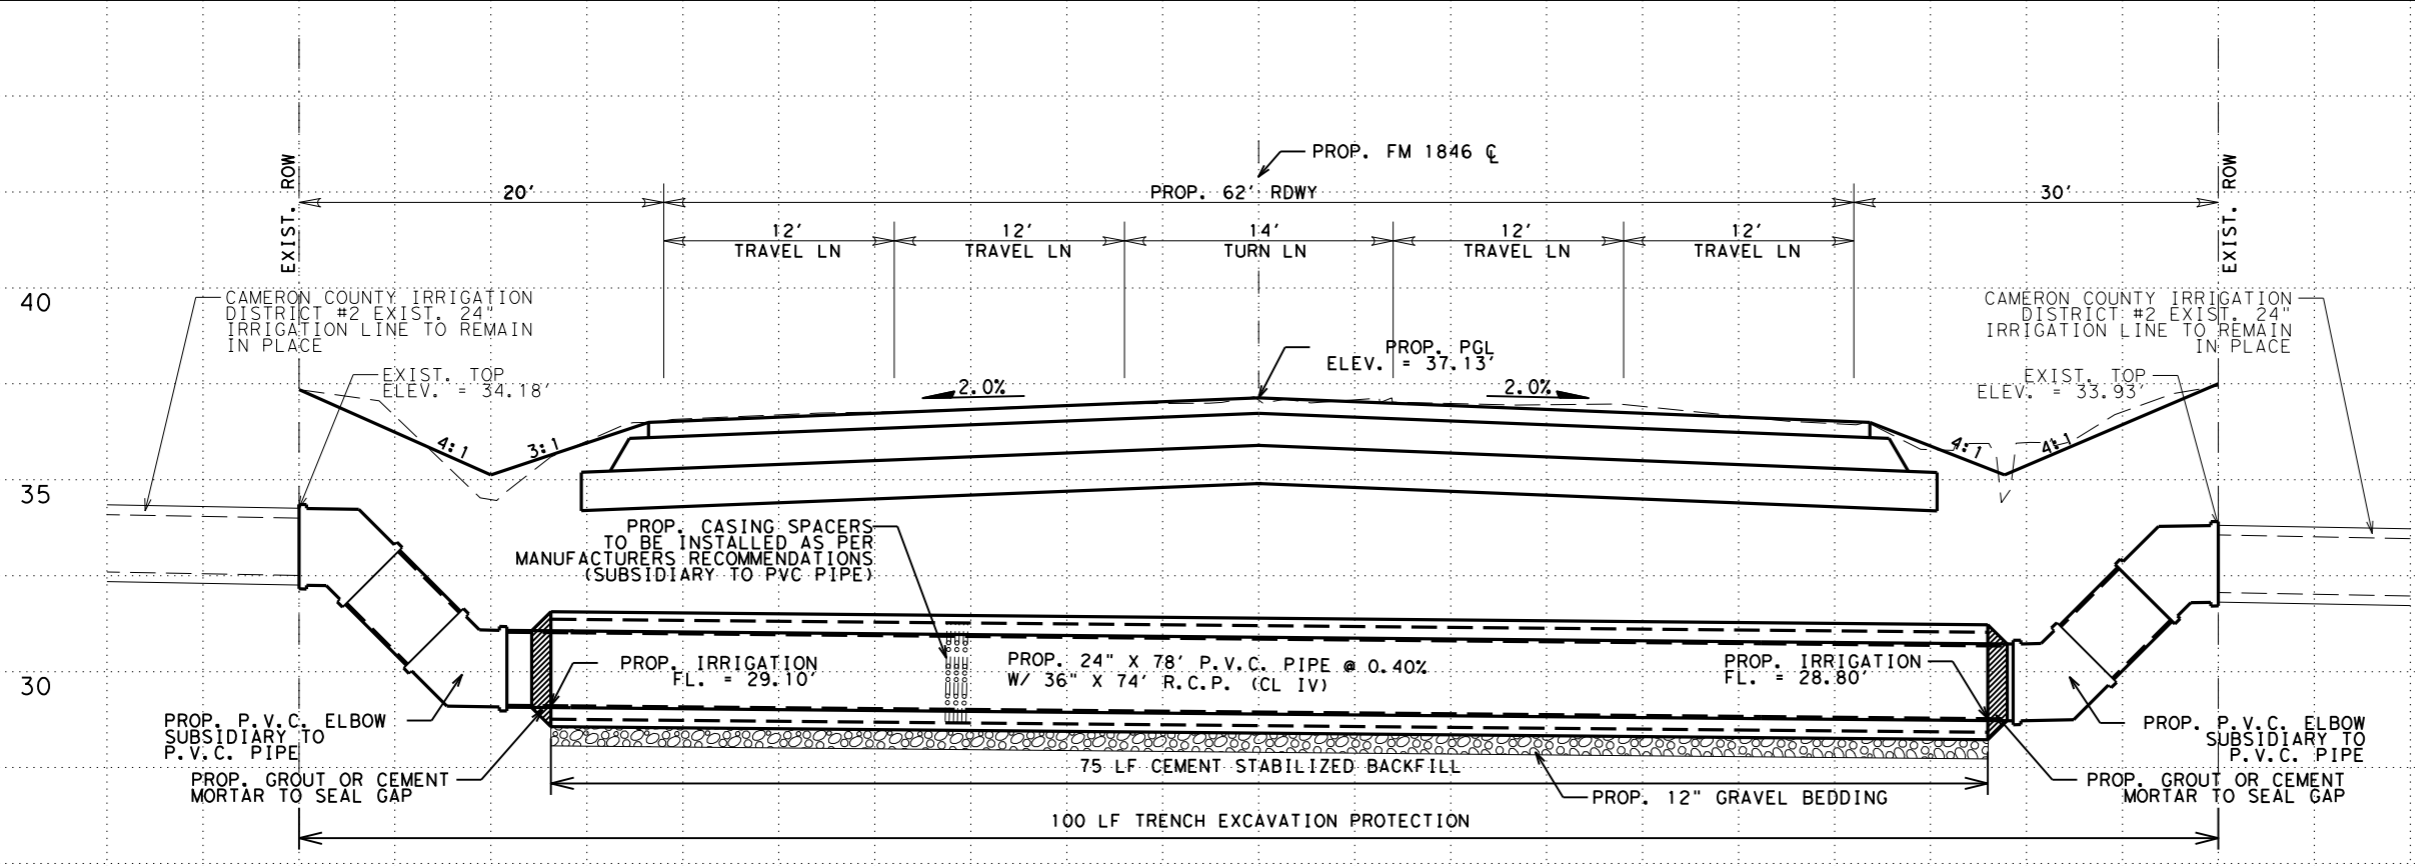 PROP. FM 1846 ℄
EXIST. ROW
20'
PROP. 62' RDWY
30'
EXIST. ROW
12'
TRAVEL LN
12'
TRAVEL LN
14'
TURN LN
12'
TRAVEL LN
12'
TRAVEL LN
40
CAMERON COUNTY IRRIGATION
DISTRICT #2 EXIST. 24"
IRRIGATION LINE TO REMAIN
IN PLACE
CAMERON COUNTY IRRIGATION
DISTRICT #2 EXIST. 24"
IRRIGATION LINE TO REMAIN
IN PLACE
PROP. PGL
ELEV. = 37.13'
EXIST. TOP
ELEV. = 34.18'
2.0%
2.0%
EXIST. TOP
ELEV. = 33.93'
4:1
3:1
4:1
4:1
35
PROP. CASING SPACERS
TO BE INSTALLED AS PER
MANUFACTURERS RECOMMENDATIONS
(SUBSIDIARY TO PVC PIPE)
30
PROP. IRRIGATION
FL. = 29.10'
PROP. 24" X 78' P.V.C. PIPE @ 0.40%
W/ 36" X 74' R.C.P. (CL IV)
PROP. IRRIGATION
FL. = 28.80'
PROP. P.V.C. ELBOW
SUBSIDIARY TO
P.V.C. PIPE
PROP. P.V.C. ELBOW
SUBSIDIARY TO
P.V.C. PIPE
75 LF CEMENT STABILIZED BACKFILL
PROP. GROUT OR CEMENT
MORTAR TO SEAL GAP
PROP. 12" GRAVEL BEDDING
PROP. GROUT OR CEMENT
MORTAR TO SEAL GAP
100 LF TRENCH EXCAVATION PROTECTION